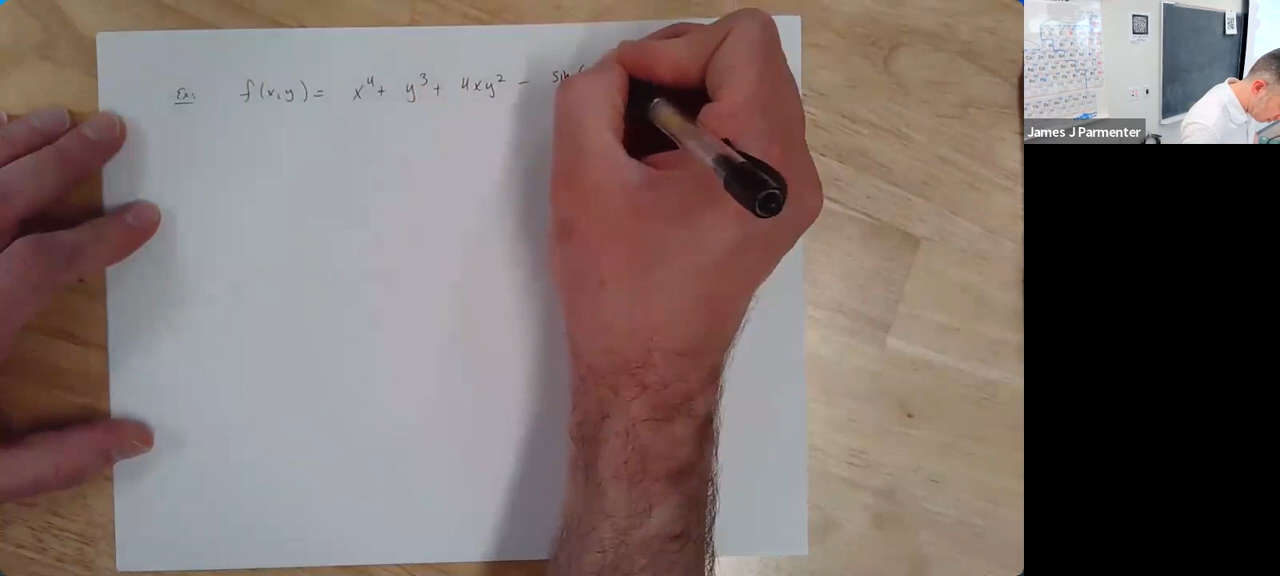 Ex: f(x,y) = x⁴ + y³ + 4xy² - sin(
James J Parmenter